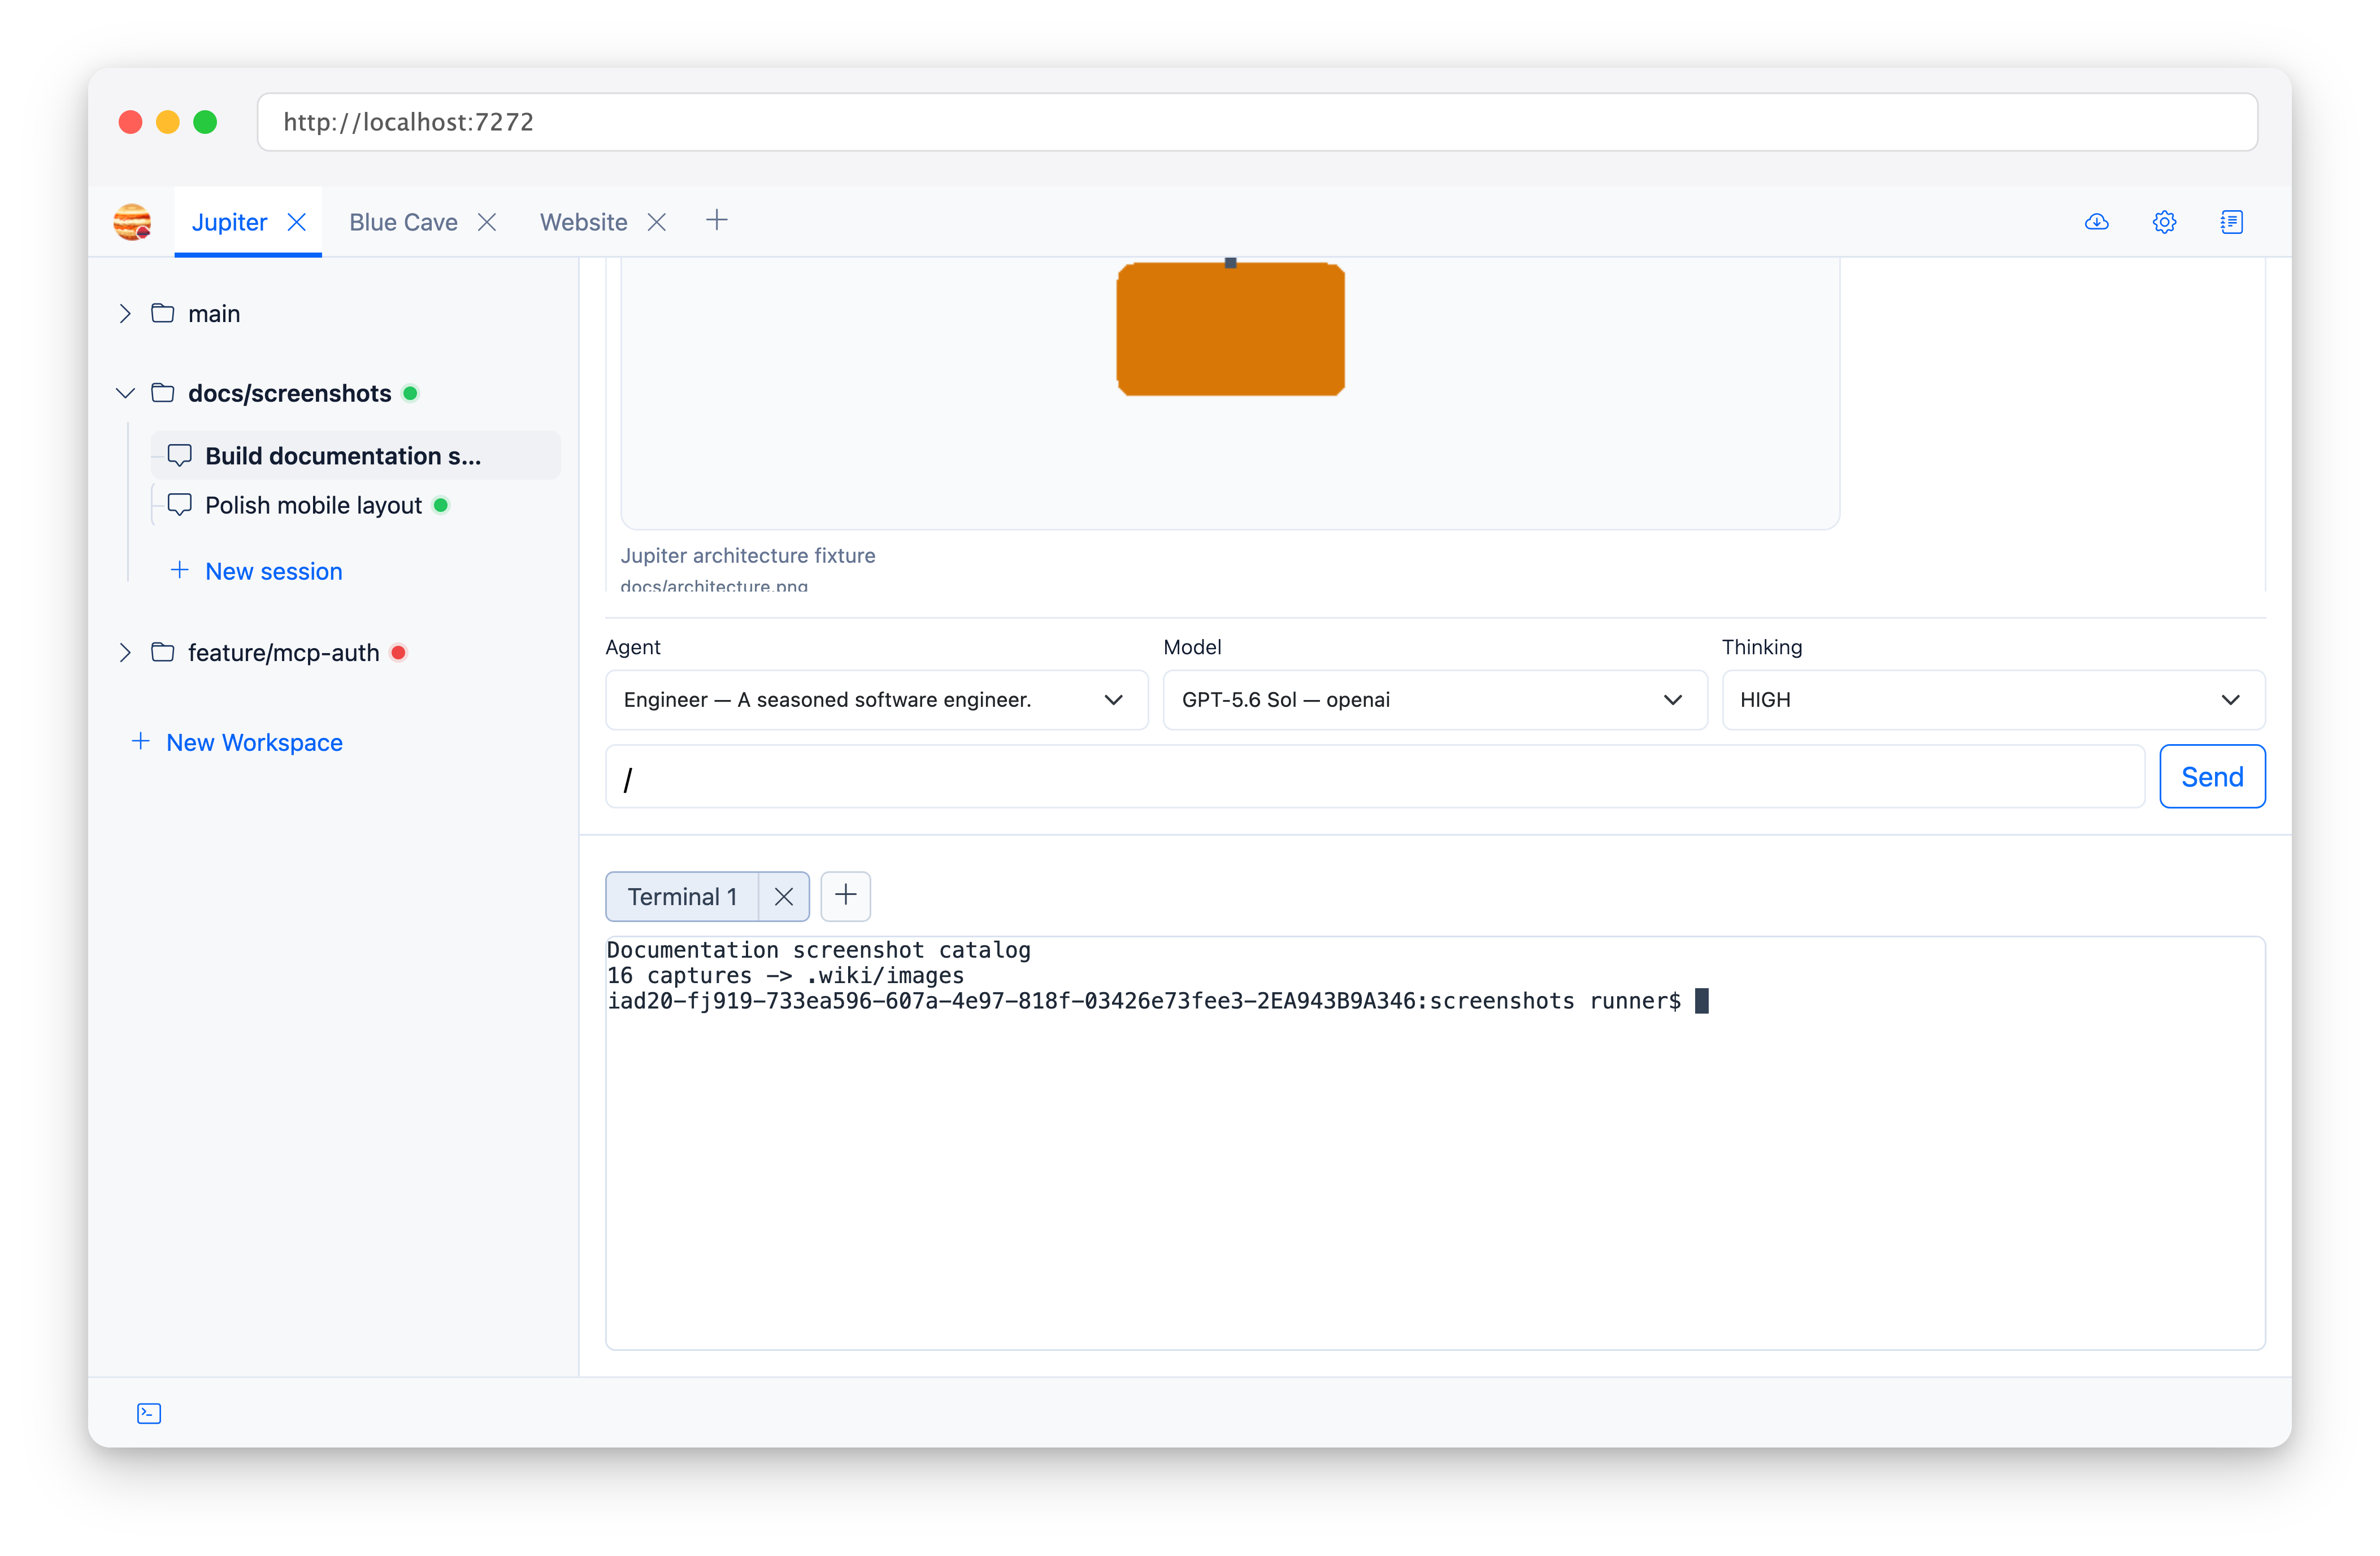 http://localhost:7272
Jupiter
Blue Cave
Website
main
docs/screenshots
Build documentation s...
Polish mobile layout
New session
feature/mcp-auth
New Workspace
Jupiter architecture fixture
docs/architecture.png
Agent
Model
Thinking
Engineer — A seasoned software engineer.
GPT-5.6 Sol — openai
HIGH
/
Send
Terminal 1
Documentation screenshot catalog
16 captures -> .wiki/images
iad20-fj919-733ea596-607a-4e97-818f-03426e73fee3-2EA943B9A346:screenshots runner$